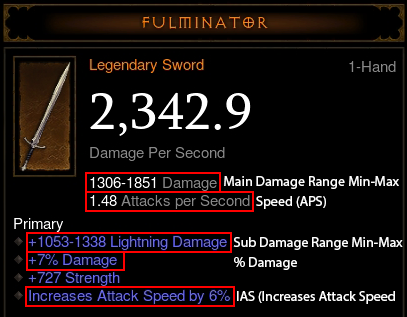 FULMINATOR
Legendary Sword 1-Hand
2,342.9
Damage Per Second
1306-1851 Damage Main Damage Range Min-Max
1.48 Attacks per Second Speed (APS)
Primary
+1053-1338 Lightning Damage Sub Damage Range Min-Max
+7% Damage % Damage
+727 Strength
Increases Attack Speed by 6% IAS (Increases Attack Speed